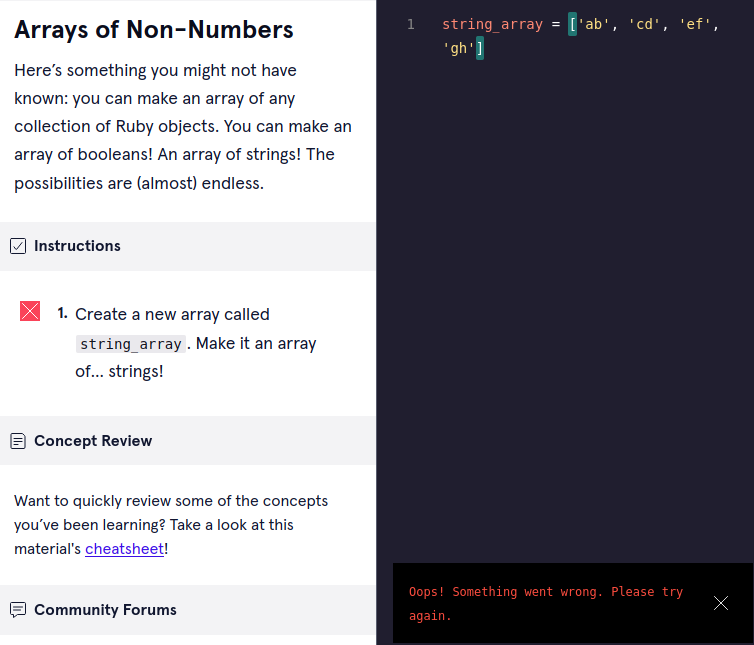 Arrays of Non-Numbers
Here’s something you might not have
known: you can make an array of any
collection of Ruby objects. You can make an
array of booleans! An array of strings! The
possibilities are (almost) endless.
Instructions
1. Create a new array called
string_array. Make it an array
of… strings!
Concept Review
Want to quickly review some of the concepts
you’ve been learning? Take a look at this
material's cheatsheet!
Community Forums
1 string_array = ['ab', 'cd', 'ef',
'gh']
Oops! Something went wrong. Please try
again.